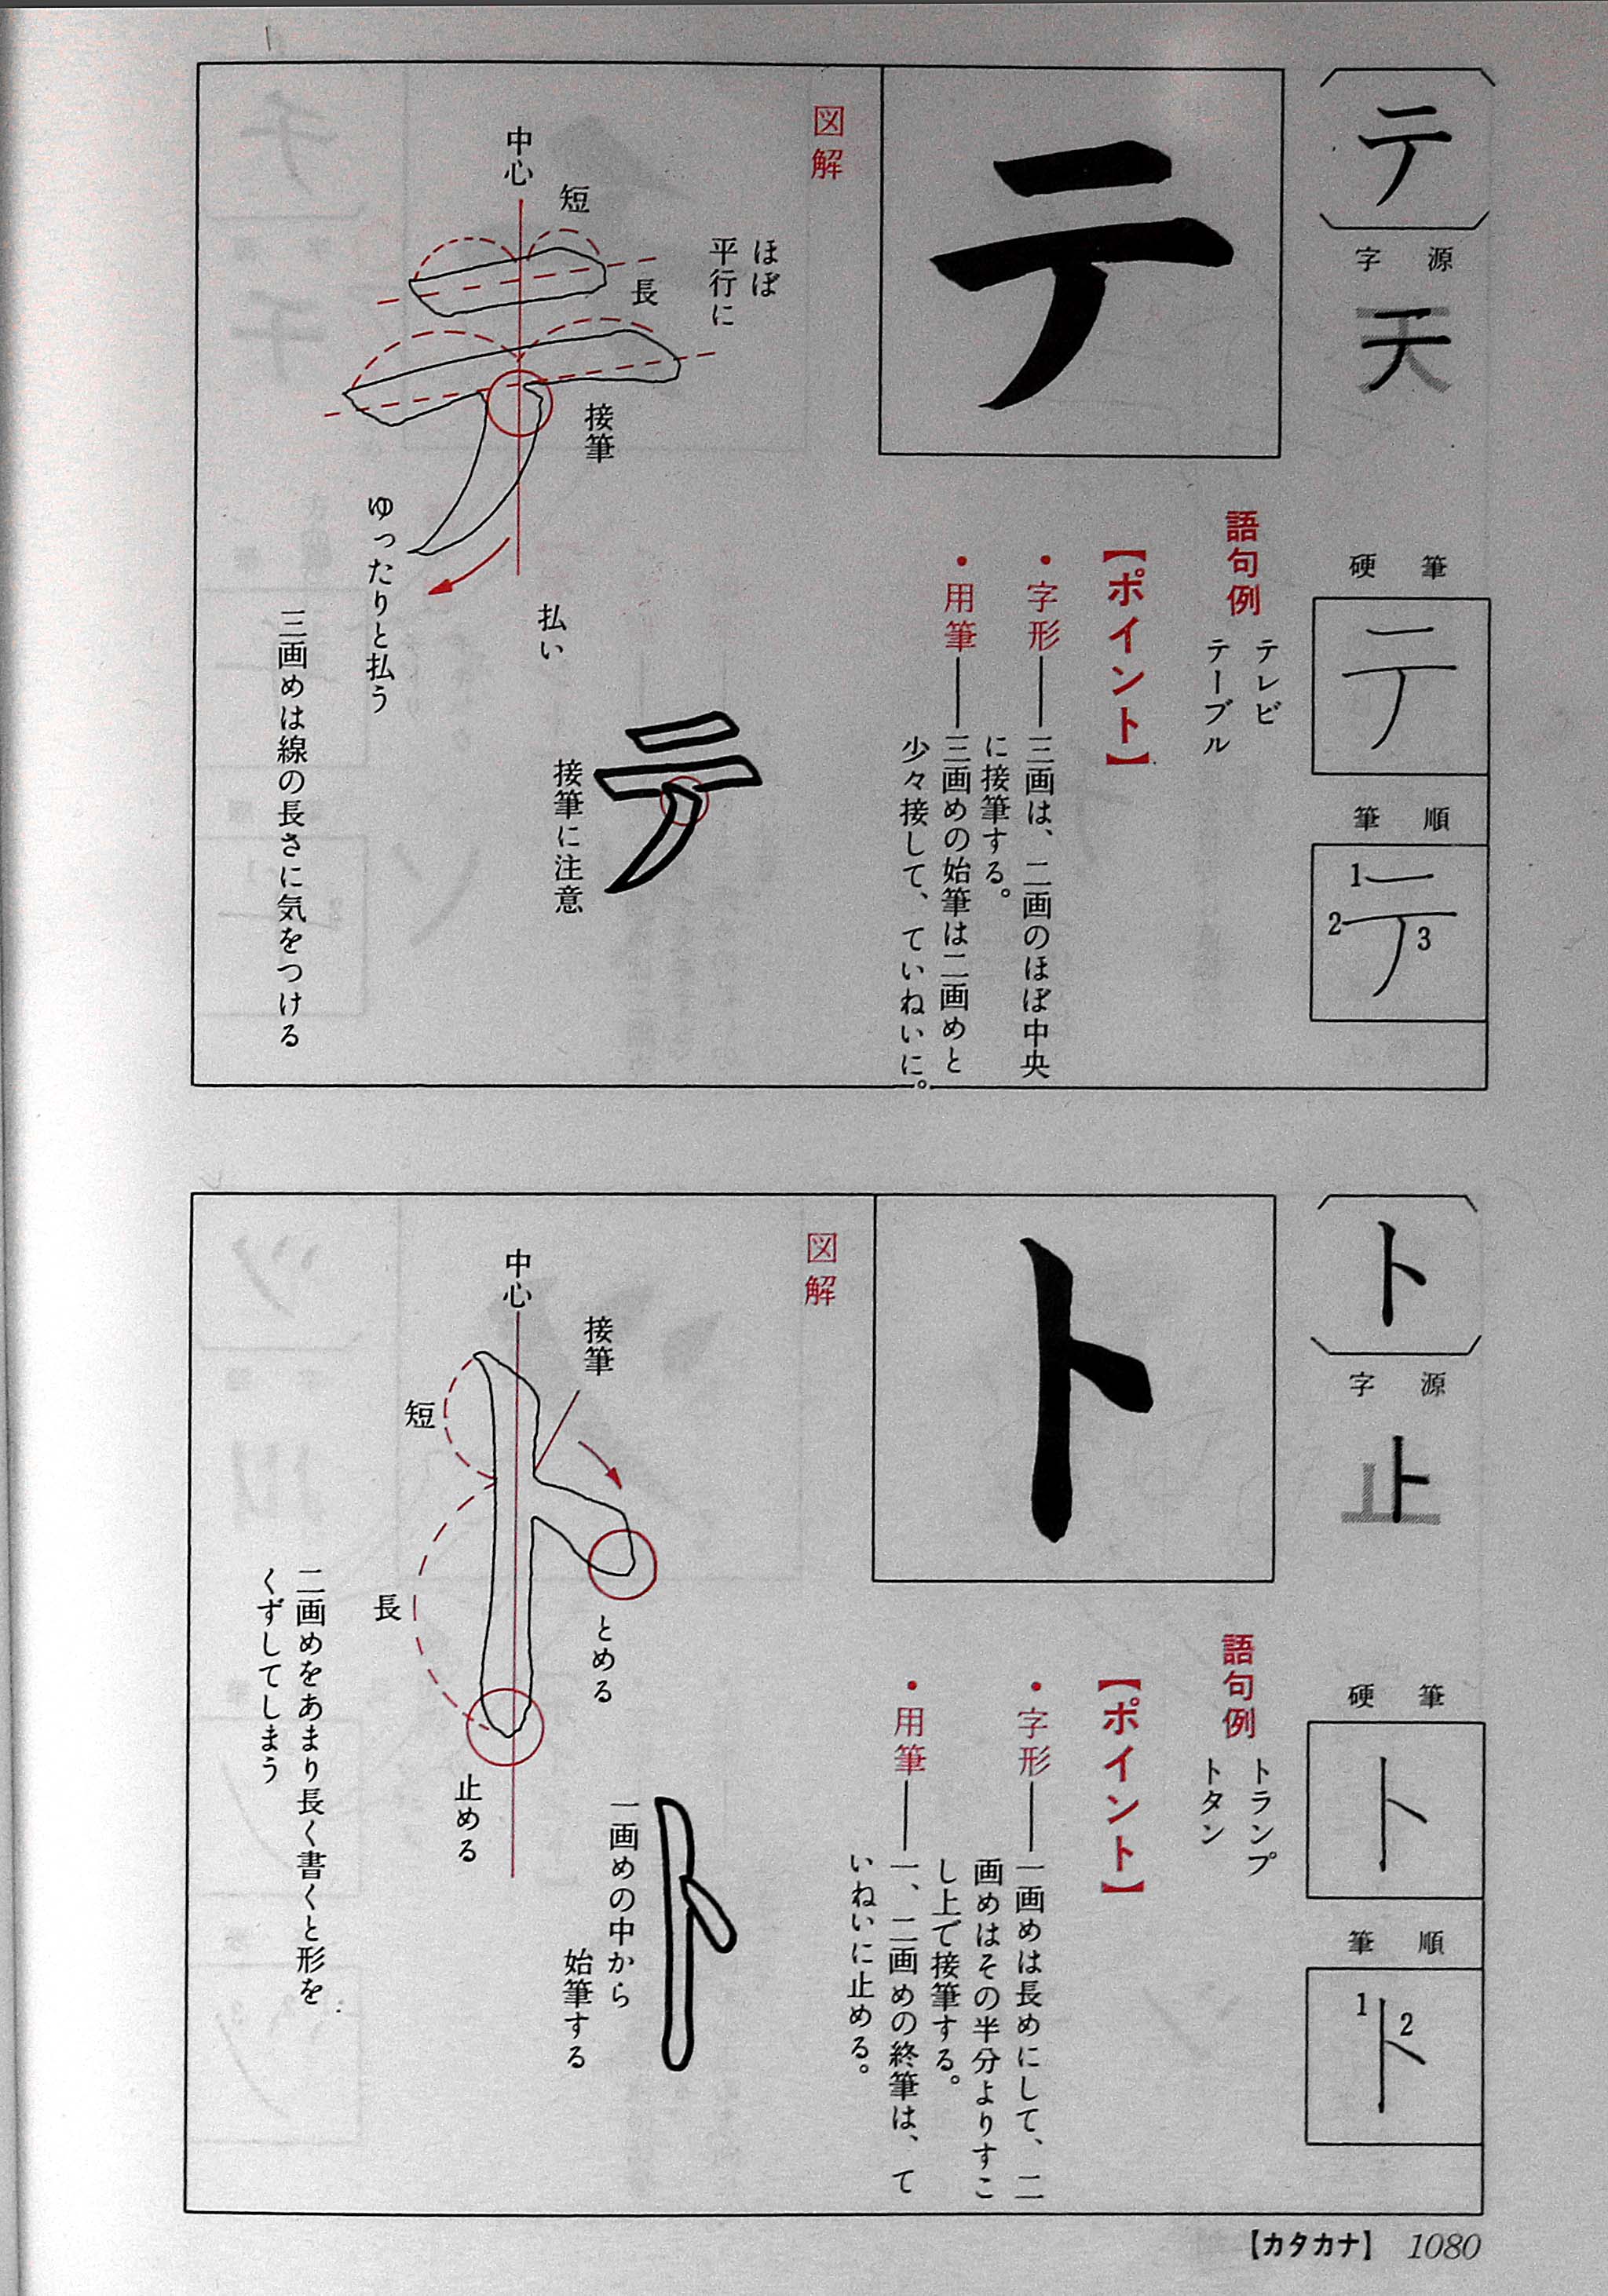 テ
字源
天
硬筆
テ
筆順
テ
1
2
3
語句例
テレビ
テーブル
【ポイント】
・字形──三画は、二画のほぼ中央
に接筆する。
・用筆──三画めの始筆は二画めと
少々接して、ていねいに。
テ
図解
ほぼ
平行に
中心
短
長
接筆
払い
ゆったりと払う
テ
接筆に注意
三画めは線の長さに気をつける
ト
字源
止
硬筆
ト
筆順
ト
1
2
語句例
トランプ
トタン
【ポイント】
・字形──一画めは長めにして、二
画めはその半分よりすこ
し上で接筆する。
・用筆──一、二画めの終筆は、て
いねいに止める。
ト
図解
中心
接筆
短
長
とめる
止める
ト
一画めの中から
始筆する
二画めをあまり長く書くと形を
くずしてしまう
【カタカナ】 1080